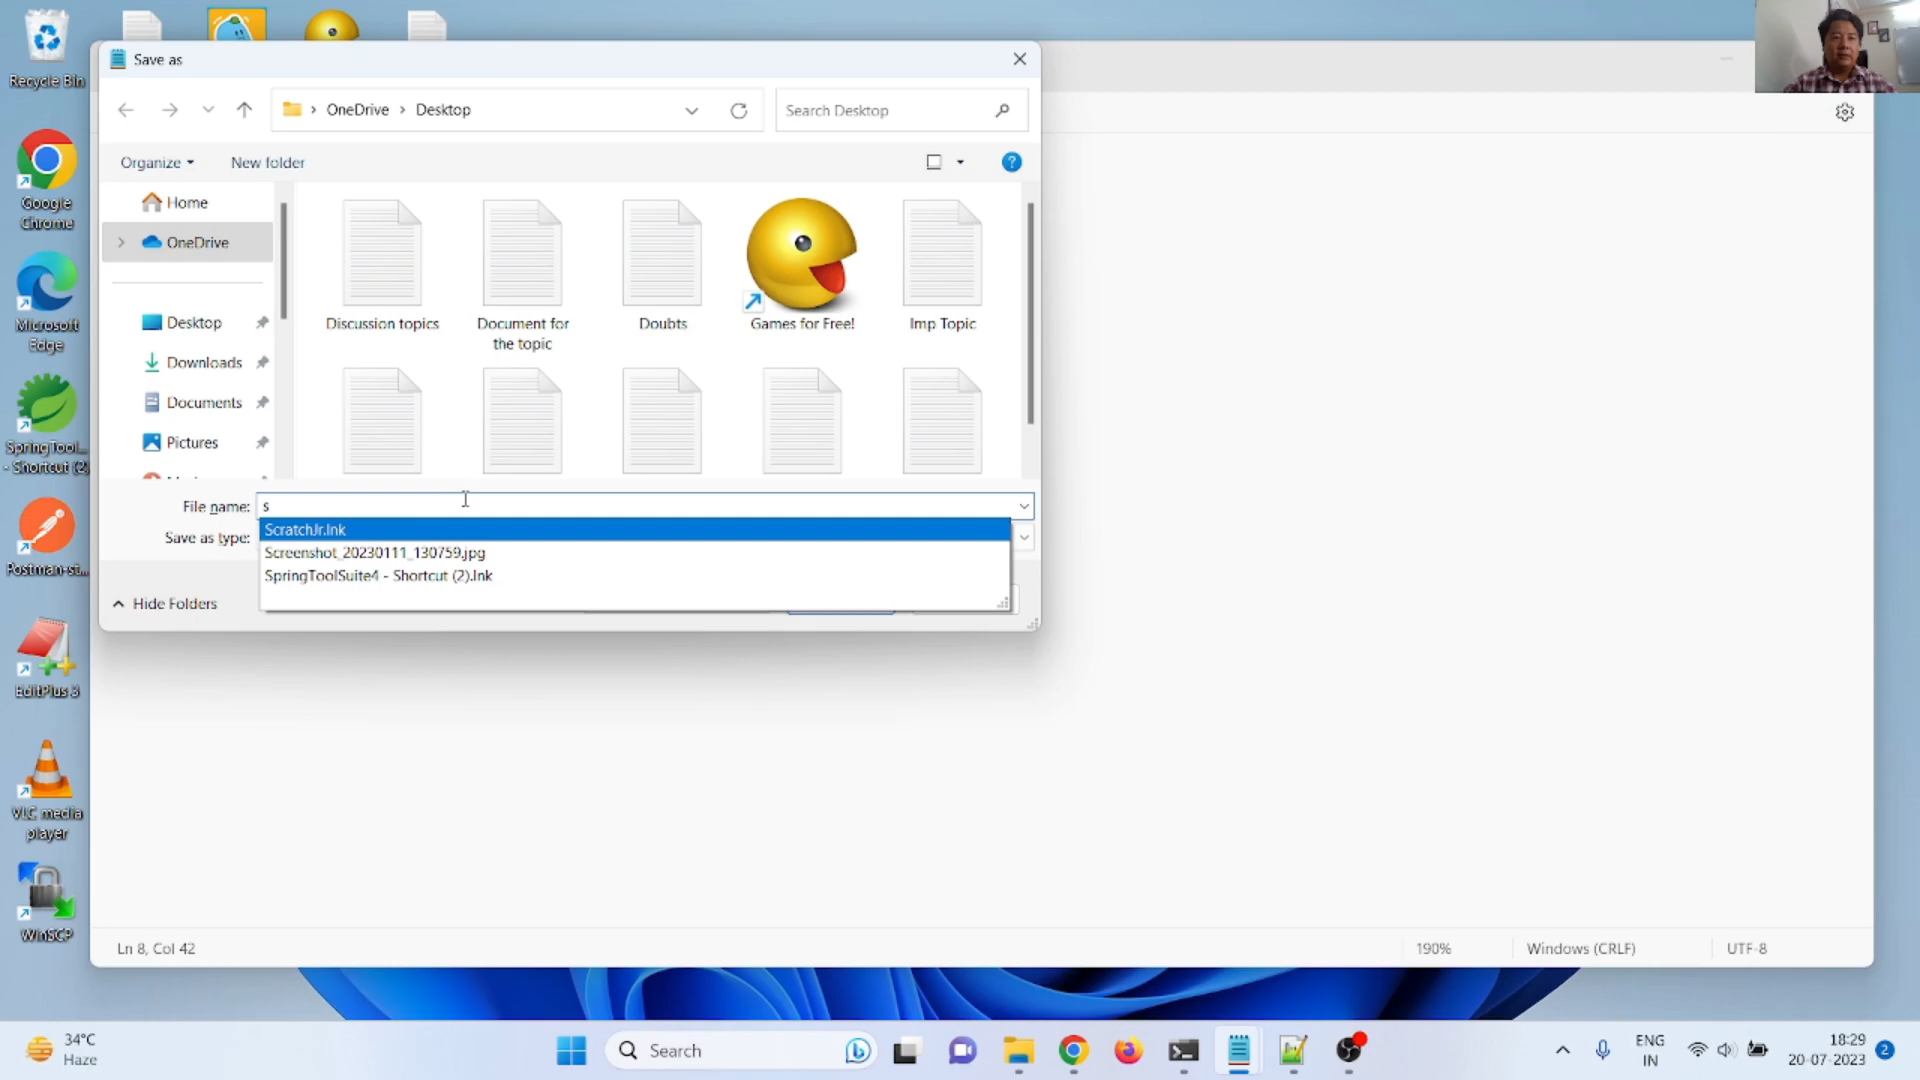 Recycle Bin
Google
Chrome
Microsoft
Edge
SpringTool...
- Shortcut (2)
Postman-st...
EditPlus 3
VLC media
player
WinSCP
Save as
OneDrive > Desktop
Search Desktop
Organize
New folder
Home
OneDrive
Desktop
Downloads
Documents
Pictures
Discussion topics
Document for
the topic
Doubts
Games for Free!
Imp Topic
File name: s
Save as type:
ScratchJr.lnk
Screenshot_20230111_130759.jpg
SpringToolSuite4 - Shortcut (2).lnk
Hide Folders
Ln 8, Col 42
190%
Windows (CRLF)
UTF-8
34°C
Haze
Search
ENG
IN
18:29
20-07-2023
2